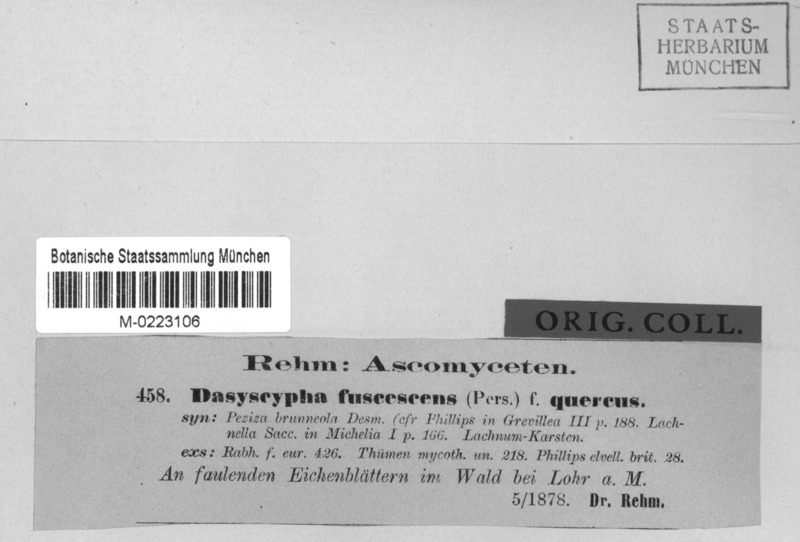 STAATS-
HERBARIUM
MÜNCHEN
Botanische Staatssammlung München
M-0223106
ORIG. COLL.
Rehm: Ascomyceten.
458. Dasyscypha fuscescens (Pers.) f. quercus.
syn: Peziza brunneola Desm. (cfr Phillips in Grevillea III p. 188. Lach-
nella Sacc. in Michelia I p. 166. Lachnum-Karsten.
exs: Rabh. f. eur. 426. Thümen mycoth. un. 218. Phillips elvell. brit. 28.
An faulenden Eichenblättern im Wald bei Lohr a. M.
5/1878. Dr. Rehm.